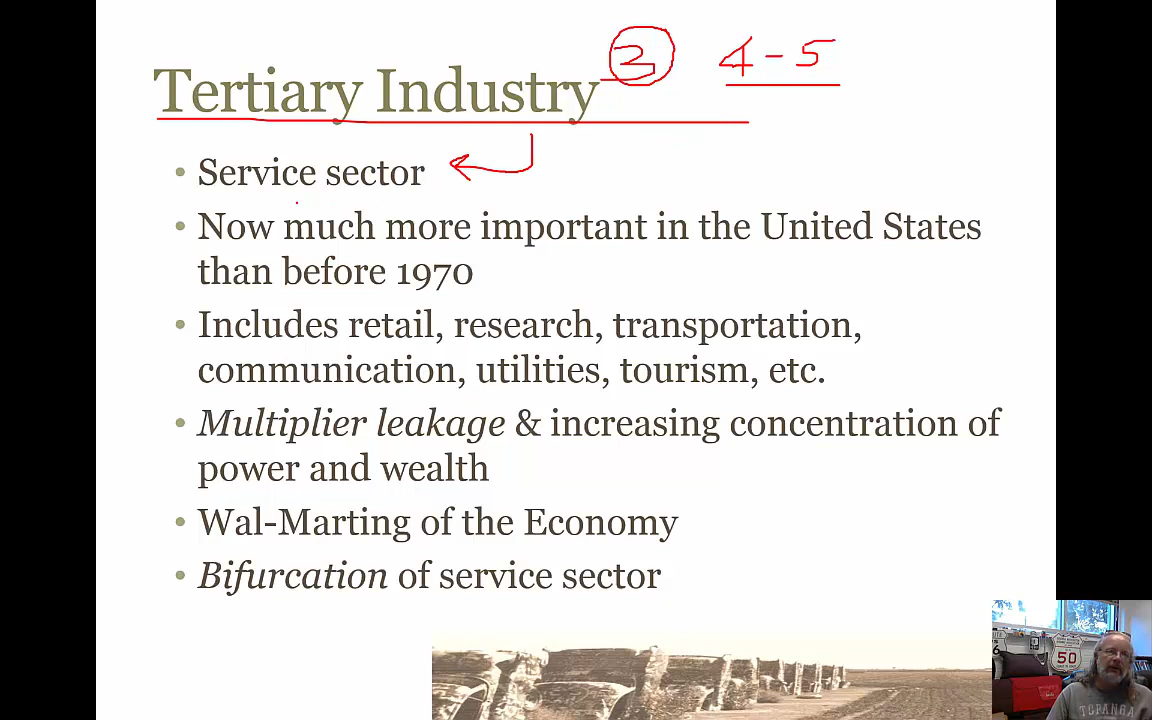 Tertiary Industry 3 4-5
• Service sector
• Now much more important in the United States
than before 1970
• Includes retail, research, transportation,
communication, utilities, tourism, etc.
• Multiplier leakage & increasing concentration of
power and wealth
• Wal-Marting of the Economy
• Bifurcation of service sector
50
TOPANGA